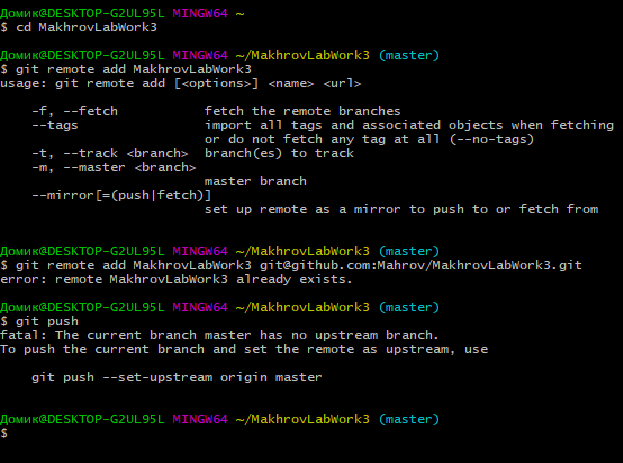 Домик@DESKTOP-G2UL95L MINGW64 ~
$ cd MakhrovLabWork3
Домик@DESKTOP-G2UL95L MINGW64 ~/MakhrovLabWork3 (master)
$ git remote add MakhrovLabWork3
usage: git remote add [<options>] <name> <url>
-f, --fetch fetch the remote branches
--tags import all tags and associated objects when fetching
or do not fetch any tag at all (--no-tags)
-t, --track <branch> branch(es) to track
-m, --master <branch>
master branch
--mirror[=(push|fetch)]
set up remote as a mirror to push to or fetch from
Домик@DESKTOP-G2UL95L MINGW64 ~/MakhrovLabWork3 (master)
$ git remote add MakhrovLabWork3 git@github.com:Mahrov/MakhrovLabWork3.git
error: remote MakhrovLabWork3 already exists.
Домик@DESKTOP-G2UL95L MINGW64 ~/MakhrovLabWork3 (master)
$ git push
fatal: The current branch master has no upstream branch.
To push the current branch and set the remote as upstream, use
git push --set-upstream origin master
Домик@DESKTOP-G2UL95L MINGW64 ~/MakhrovLabWork3 (master)
$